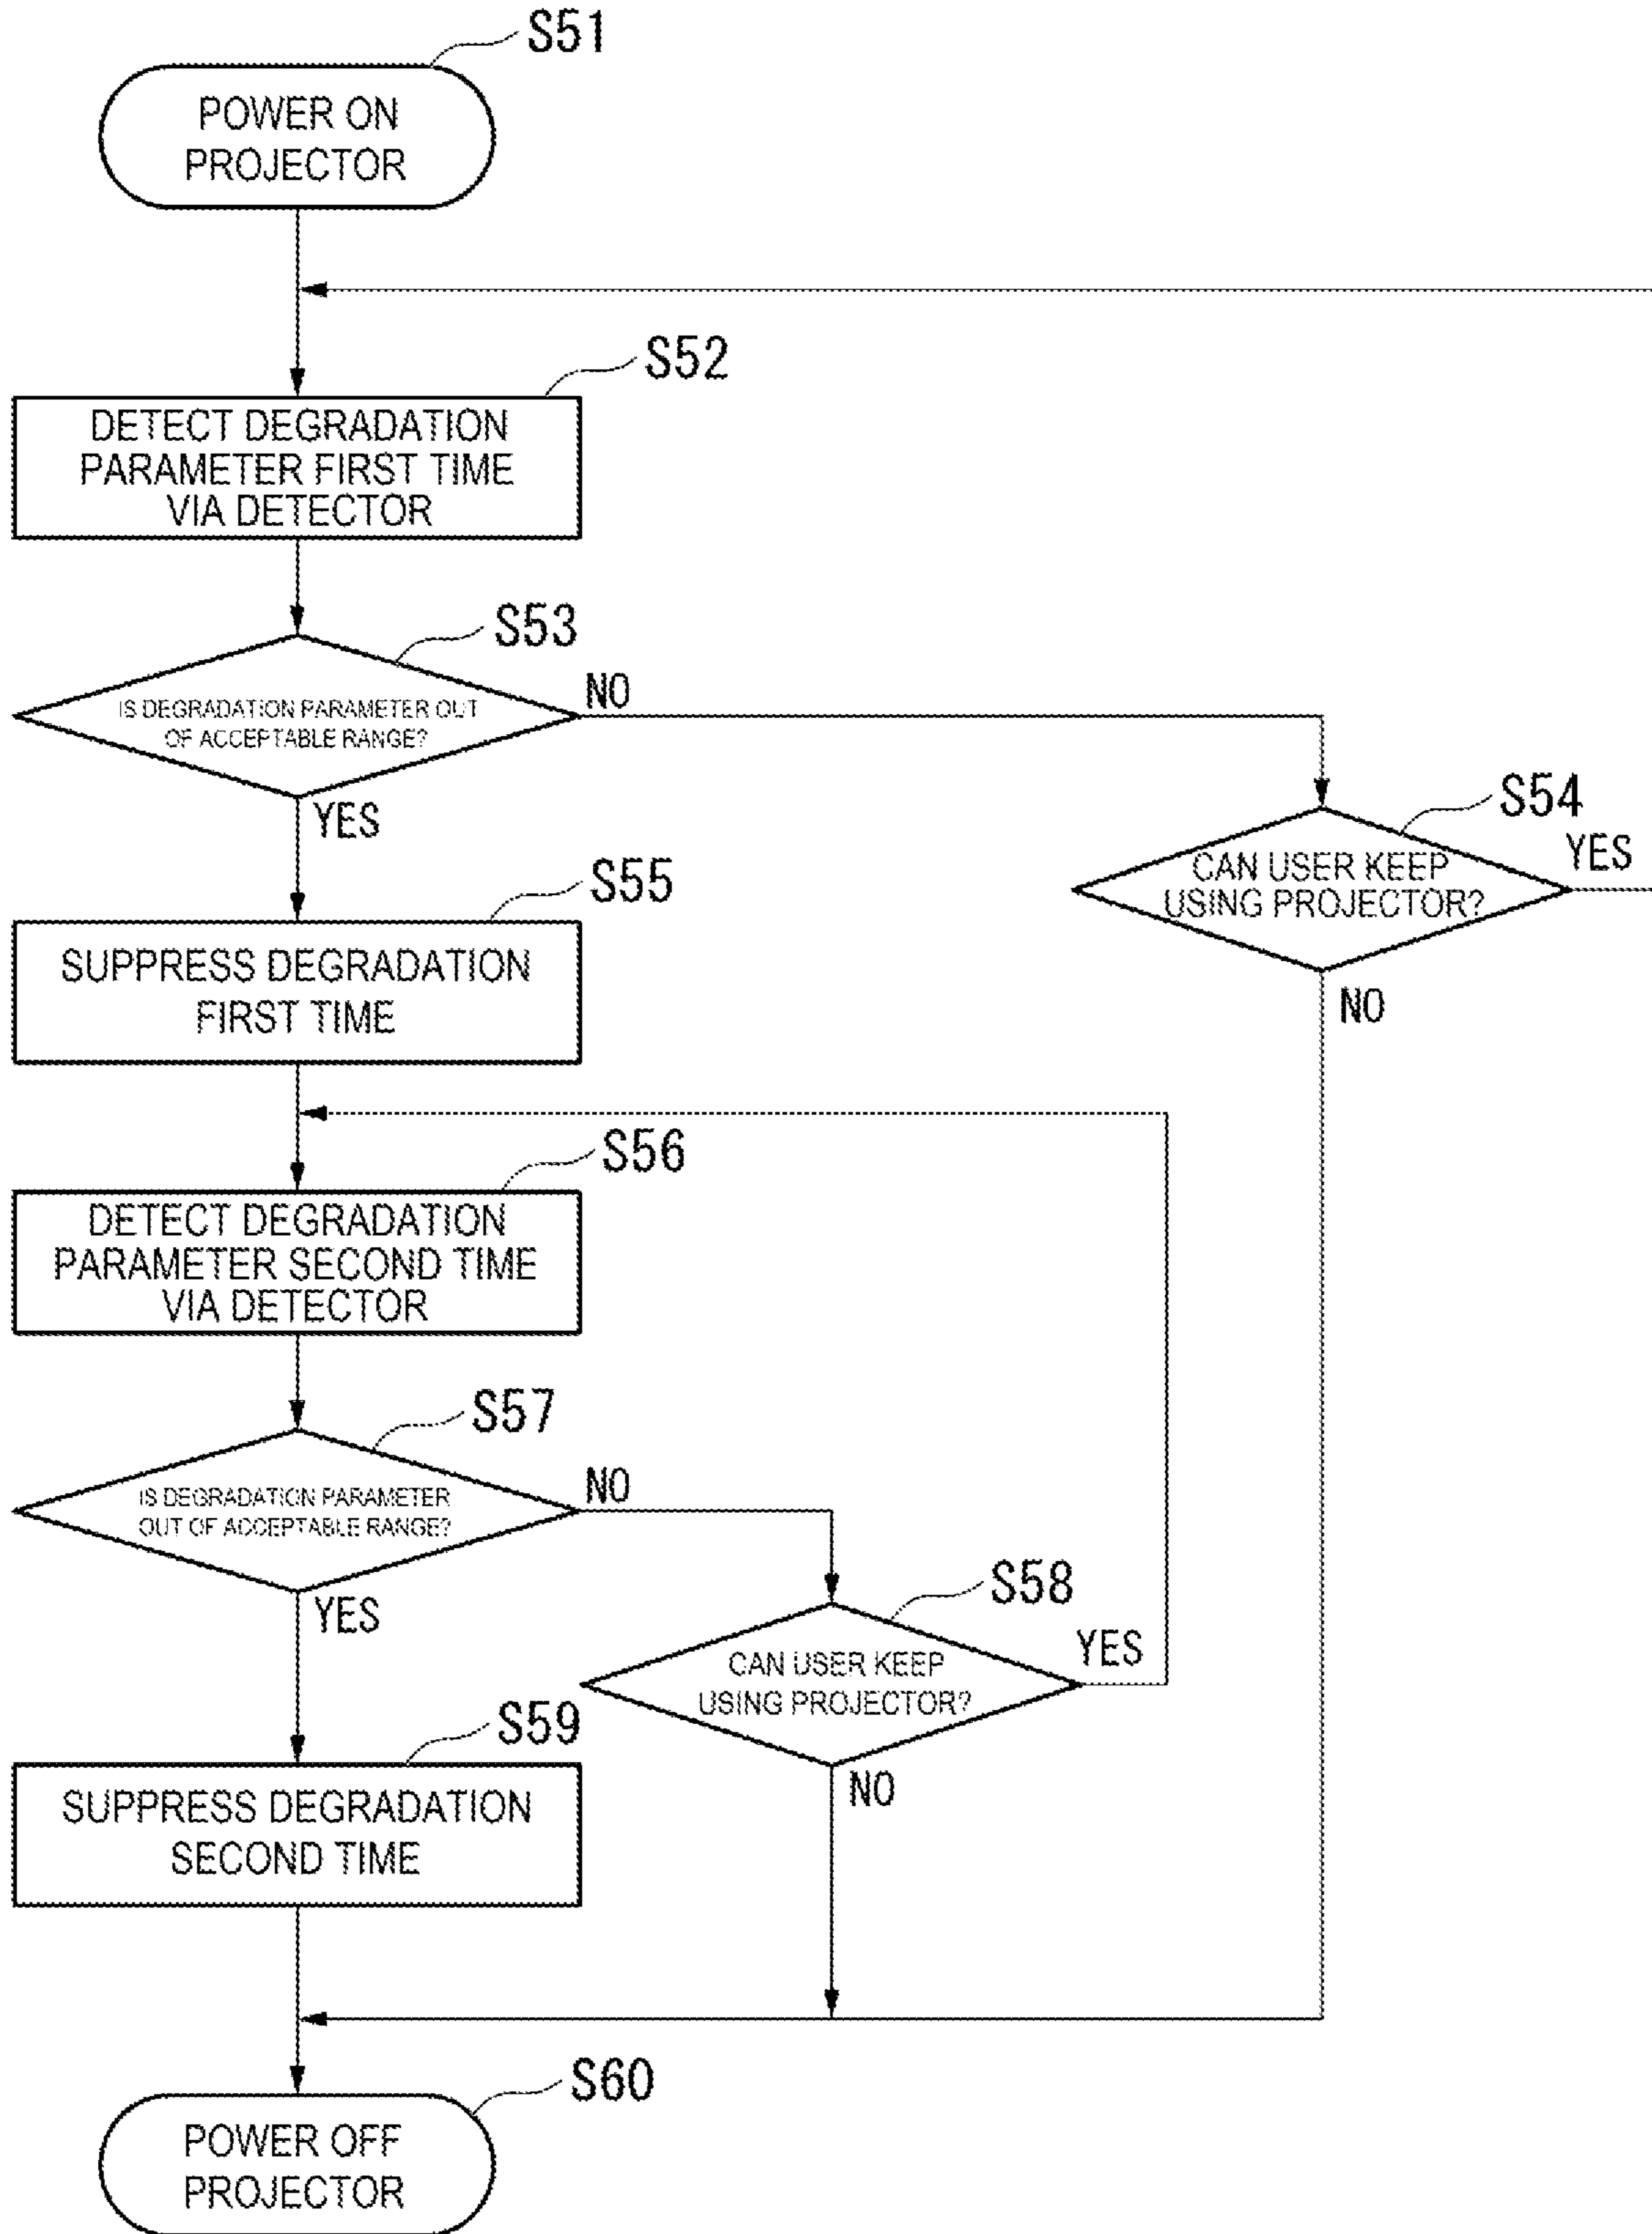 S51
POWER ON
PROJECTOR
S52
DETECT DEGRADATION
PARAMETER FIRST TIME
VIA DETECTOR
S53
IS DEGRADATION PARAMETER OUT
OF ACCEPTABLE RANGE?
NO
YES
S54
CAN USER KEEP
USING PROJECTOR?
YES
NO
S55
SUPPRESS DEGRADATION
FIRST TIME
S56
DETECT DEGRADATION
PARAMETER SECOND TIME
VIA DETECTOR
S57
IS DEGRADATION PARAMETER
OUT OF ACCEPTABLE RANGE?
NO
YES
S58
CAN USER KEEP
USING PROJECTOR?
YES
NO
S59
SUPPRESS DEGRADATION
SECOND TIME
S60
POWER OFF
PROJECTOR